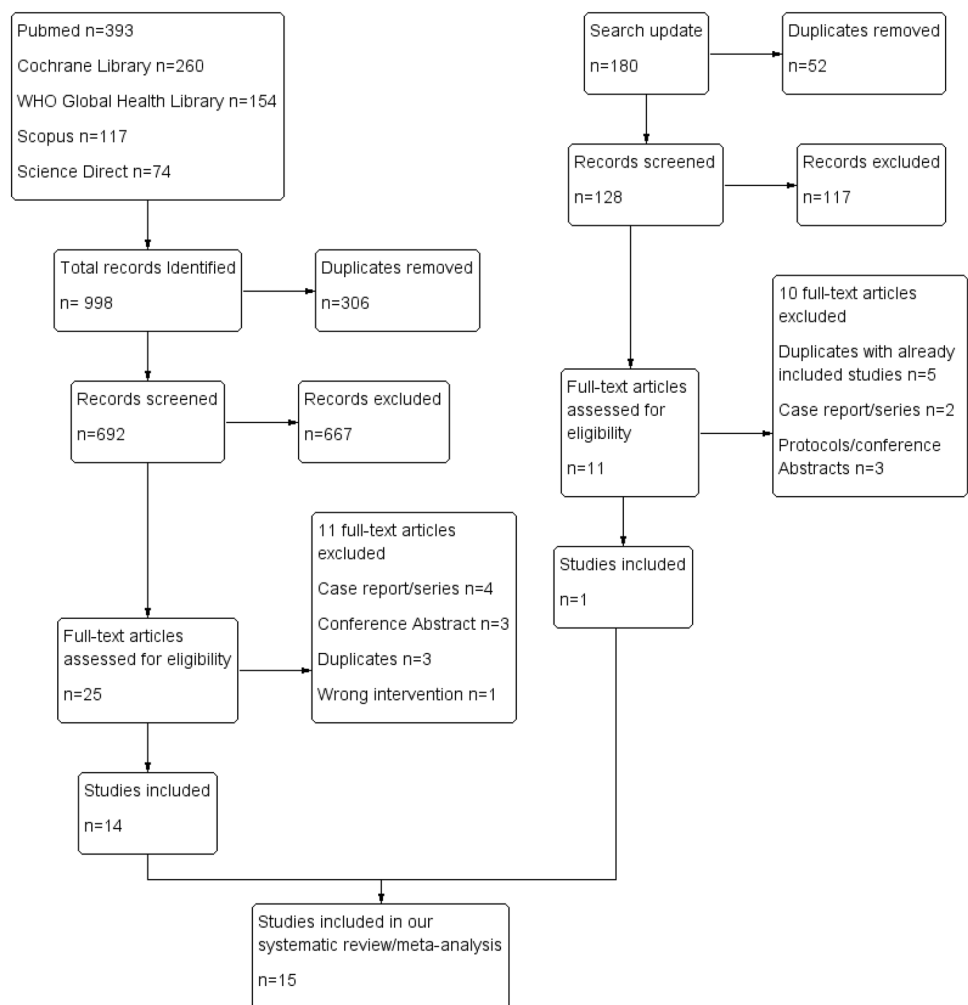 Pubmed n=393
Cochrane Library n=260
WHO Global Health Library n=154
Scopus n=117
Science Direct n=74
Total records Identified
n= 998
Duplicates removed
n=306
Records screened
n=692
Records excluded
n=667
11 full-text articles
excluded
Case report/series n=4
Conference Abstract n=3
Duplicates n=3
Wrong intervention n=1
Full-text articles
assessed for eligibility
n=25
Studies included
n=14
Search update
n=180
Duplicates removed
n=52
Records screened
n=128
Records excluded
n=117
10 full-text articles
excluded
Duplicates with already
included studies n=5
Case report/series n=2
Protocols/conference
Abstracts n=3
Full-text articles
assessed for
eligibility
n=11
Studies included
n=1
Studies included in our
systematic review/meta-analysis
n=15